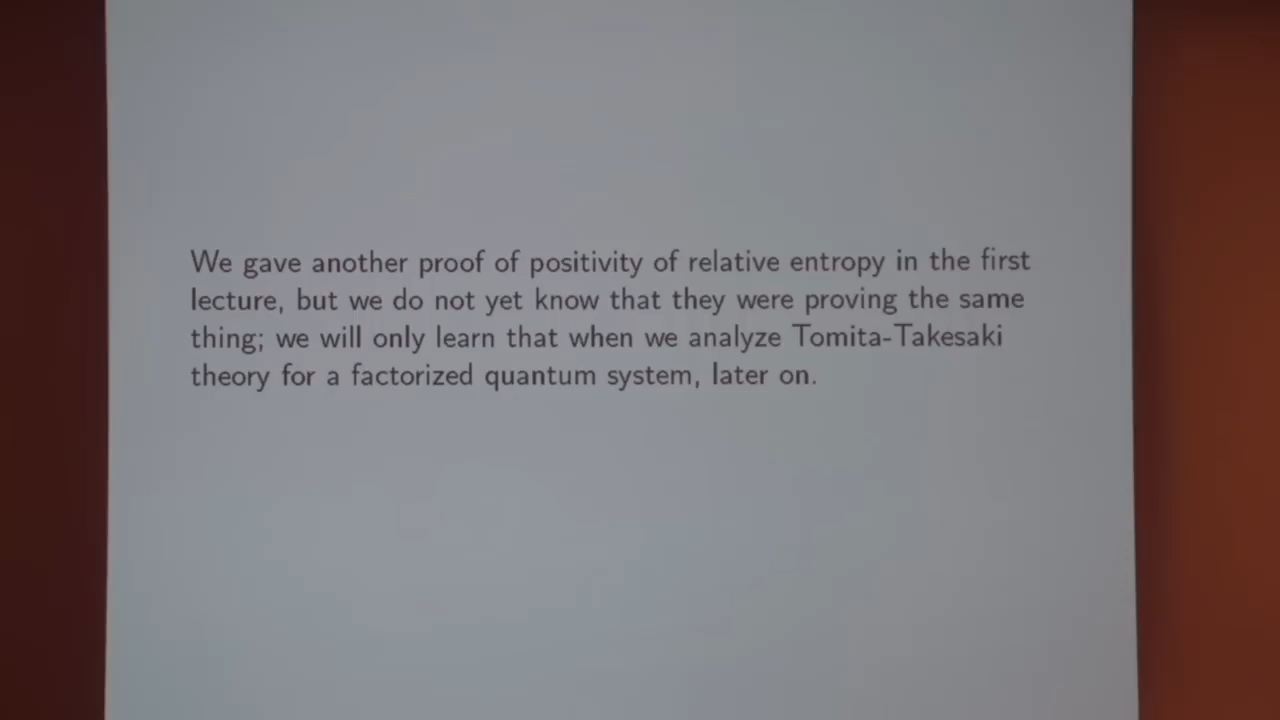 We gave another proof of positivity of relative entropy in the first
lecture, but we do not yet know that they were proving the same
thing; we will only learn that when we analyze Tomita-Takesaki
theory for a factorized quantum system, later on.